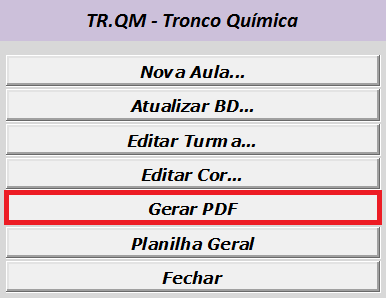 TR.QM - Tronco Química
Nova Aula...
Atualizar BD...
Editar Turma...
Editar Cor...
Gerar PDF
Planilha Geral
Fechar